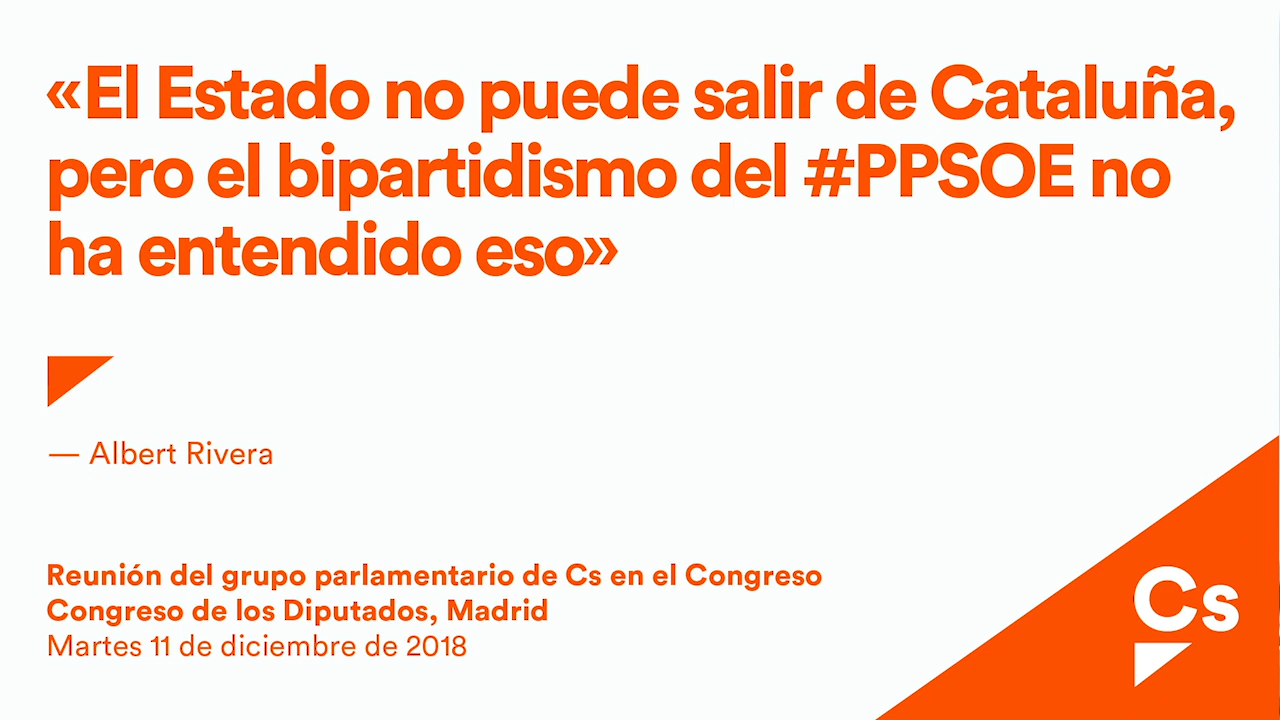 «El Estado no puede salir de Cataluña,
pero el bipartidismo del #PPSOE no
ha entendido eso»
— Albert Rivera
Reunión del grupo parlamentario de Cs en el Congreso
Congreso de los Diputados, Madrid
Martes 11 de diciembre de 2018
Cs